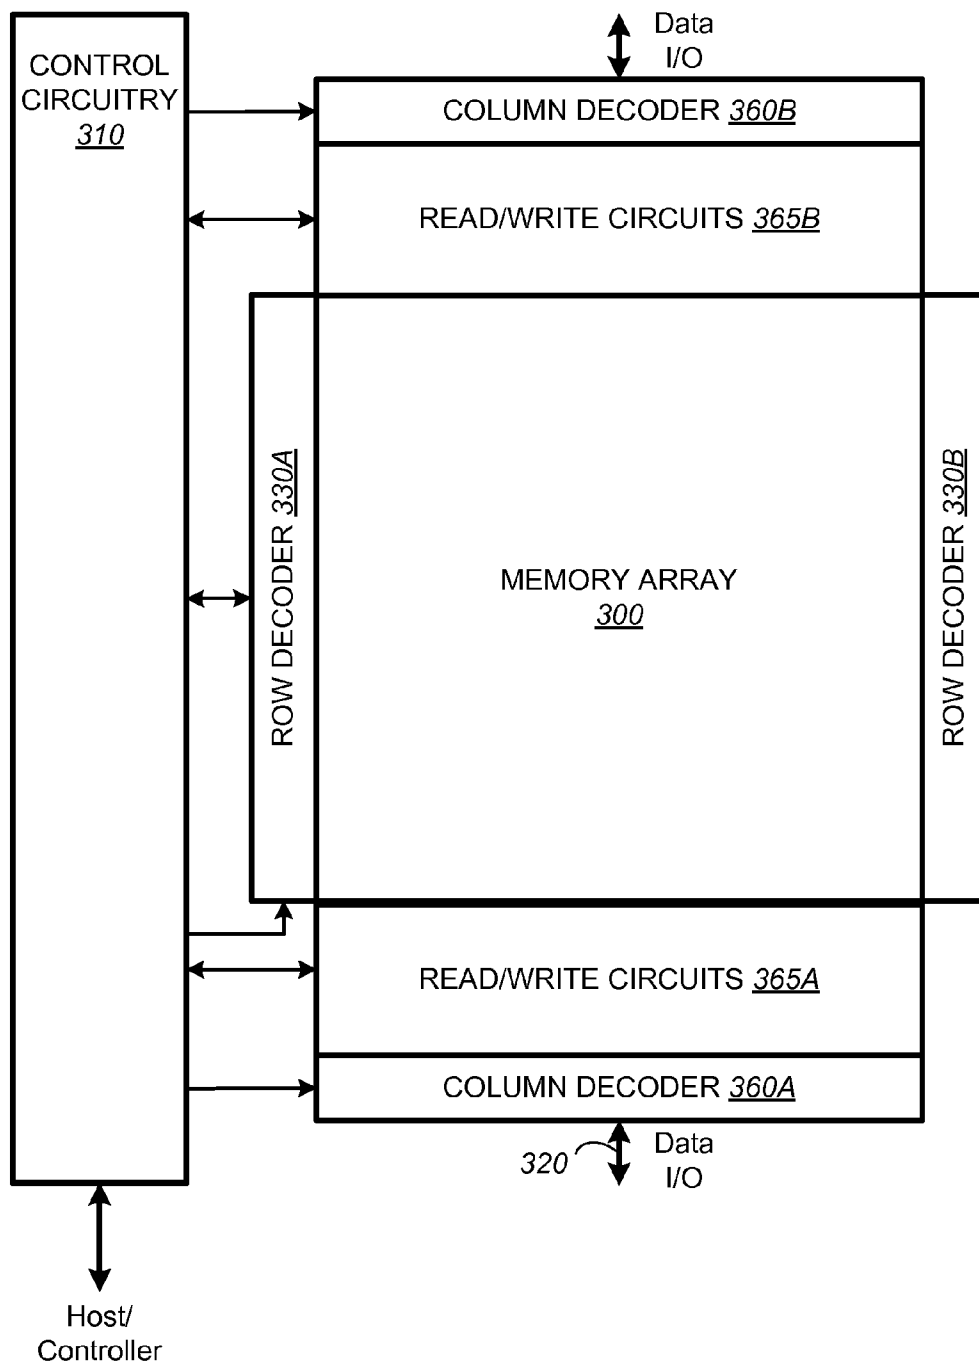 CONTROL
CIRCUITRY
310
Data
I/O
COLUMN DECODER 360B
READ/WRITE CIRCUITS 365B
ROW DECODER 330A
MEMORY ARRAY
300
ROW DECODER 330B
READ/WRITE CIRCUITS 365A
COLUMN DECODER 360A
320
Data
I/O
Host/
Controller